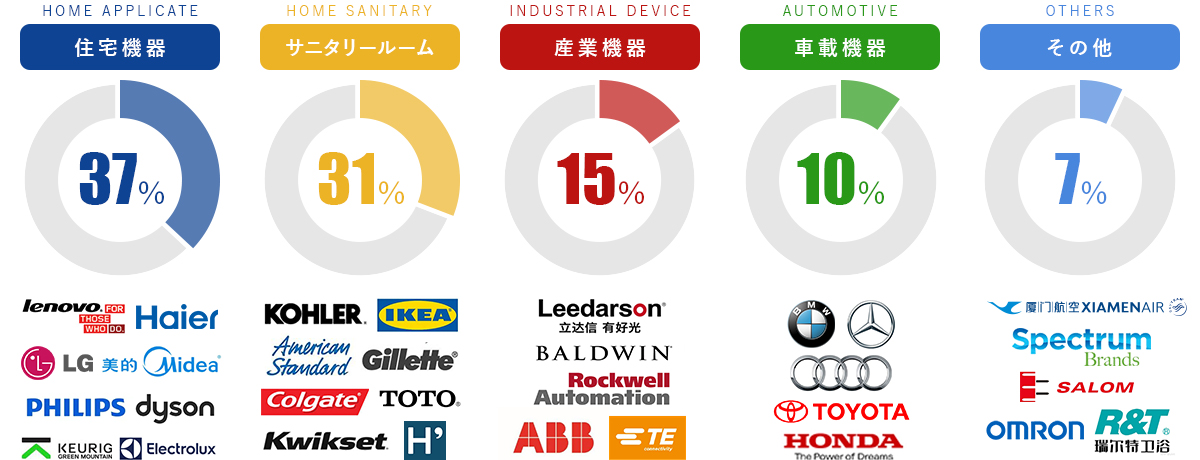 HOME APPLICATE
住宅機器
37%
lenovo. FOR THOSE WHO DO.
Haier
LG
美的 Midea
PHILIPS
dyson
KEURIG
GREEN MOUNTAIN
Electrolux
HOME SANITARY
サニタリールーム
31%
KOHLER.
IKEA®
American Standard
Gillette®
Colgate®
TOTO®
Kwikset.
H'
INDUSTRIAL DEVICE
産業機器
15%
Leedarson®
立达信 有好光
BALDWIN
Rockwell
Automation
ABB
TE
connectivity
AUTOMOTIVE
車載機器
10%
BMW
TOYOTA
HONDA
The Power of Dreams
OTHERS
その他
7%
厦门航空 XIAMENAIR
Spectrum
Brands
SALOM
OMRON
R&T®
瑞尔特卫浴